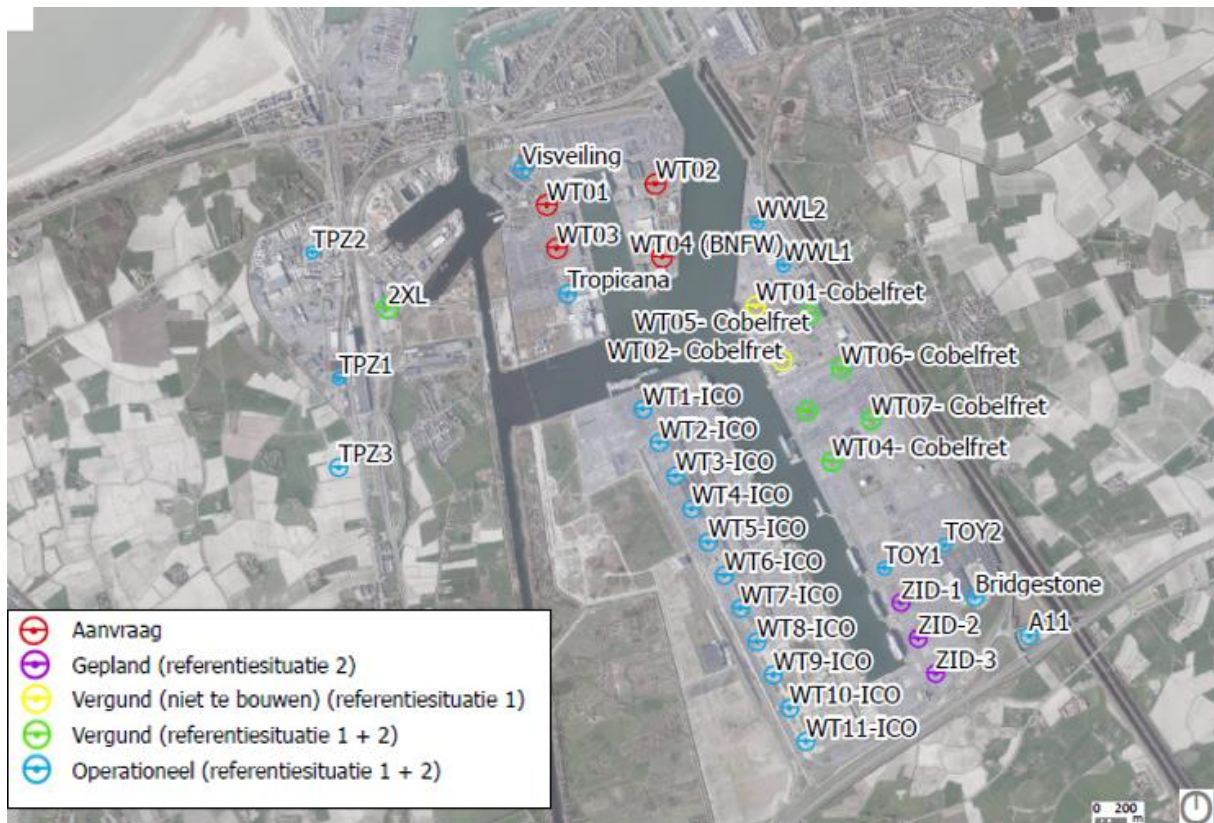 Visveiling
WT02
WT01
WWL2
TPZ2
WT03
WT04 (BNFW)
WWL1
Tropicana
WT01-Cobelfret
2XL
WT05- Cobelfret
WT02- Cobelfret
WT06- Cobelfret
TPZ1
WT1-ICO
WT07- Cobelfret
WT2-ICO
WT04- Cobelfret
TPZ3
WT3-ICO
WT4-ICO
WT5-ICO
TOY2
WT6-ICO
TOY1
Bridgestone
WT7-ICO
ZID-1
WT8-ICO
ZID-2
A11
WT9-ICO
ZID-3
WT10-ICO
WT11-ICO
Aanvraag
Gepland (referentiesituatie 2)
Vergund (niet te bouwen) (referentiesituatie 1)
Vergund (referentiesituatie 1 + 2)
Operationeel (referentiesituatie 1 + 2)
0 200
m